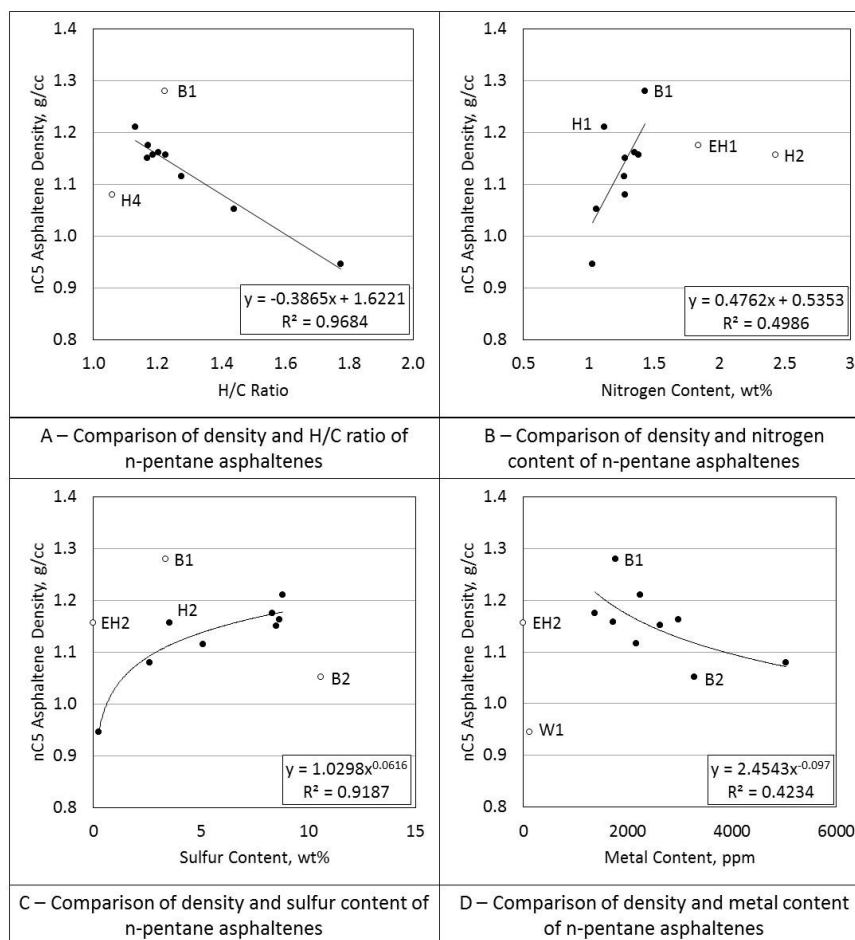 1.4
1.3
1.2
1.1
1.0
0.9
0.8
nC5 Asphaltene Density, g/cc
B1
H4
y = -0.3865x + 1.6221
R² = 0.9684
1.0 1.2 1.4 1.6 1.8 2.0
H/C Ratio
1.4
1.3
1.2
1.1
1.0
0.9
0.8
nC5 Asphaltene Density, g/cc
B1
H1
EH1
H2
y = 0.4762x + 0.5353
R² = 0.4986
0.5 1 1.5 2 2.5 3
Nitrogen Content, wt%
A – Comparison of density and H/C ratio of
n-pentane asphaltenes
B – Comparison of density and nitrogen
content of n-pentane asphaltenes
1.4
1.3
1.2
1.1
1.0
0.9
0.8
nC5 Asphaltene Density, g/cc
B1
EH2
H2
B2
y = 1.0298x^0.0616
R² = 0.9187
0 5 10 15
Sulfur Content, wt%
1.4
1.3
1.2
1.1
1.0
0.9
0.8
nC5 Asphaltene Density, g/cc
B1
EH2
B2
W1
y = 2.4543x^-0.097
R² = 0.4234
0 2000 4000 6000
Metal Content, ppm
C – Comparison of density and sulfur content of
n-pentane asphaltenes
D – Comparison of density and metal content
of n-pentane asphaltenes